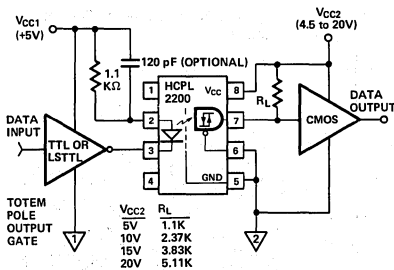 VCC1
(+5V)
VCC2
(4.5 to 20V)
120 pF (OPTIONAL)
1.1
KΩ
HCPL
2200
VCC
1
8
2
7
3
6
4
5
GND
RL
CMOS
DATA
OUTPUT
DATA
INPUT
TTL OR
LSTTL
TOTEM
POLE
OUTPUT
GATE
1
2
VCC2 RL
5V 1.1K
10V 2.37K
15V 3.83K
20V 5.11K